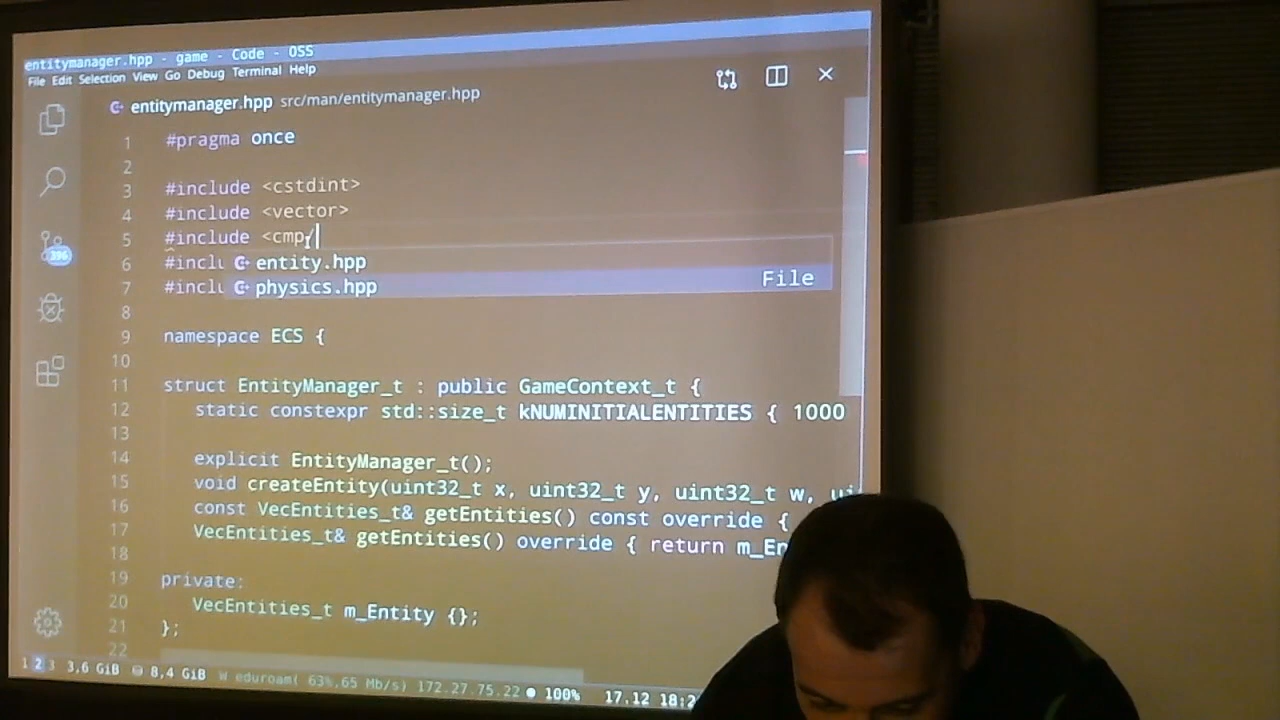 entitymanager.hpp - game - Code - OSS
File Edit Selection View Go Debug Terminal Help
entitymanager.hpp src/man/entitymanager.hpp
1 #pragma once
2
3 #include <cstdint>
4 #include <vector>
5 #include <cmp/
6 #inclu entity.hpp
7 #inclu physics.hpp File
8
9 namespace ECS {
10
11 struct EntityManager_t : public GameContext_t {
12 static constexpr std::size_t kNUMINITIALENTITIES { 1000
13
14 explicit EntityManager_t();
15 void createEntity(uint32_t x, uint32_t y, uint32_t w, ui
16 const VecEntities_t& getEntities() const override {
17 VecEntities_t& getEntities() override { return m_En
18
19 private:
20 VecEntities_t m_Entity {};
21 };
22
396
1 2 3 3,6 GiB 8,4 GiB W eduroam( 63%,65 Mb/s) 172.27.75.22 100% 17.12 18:2